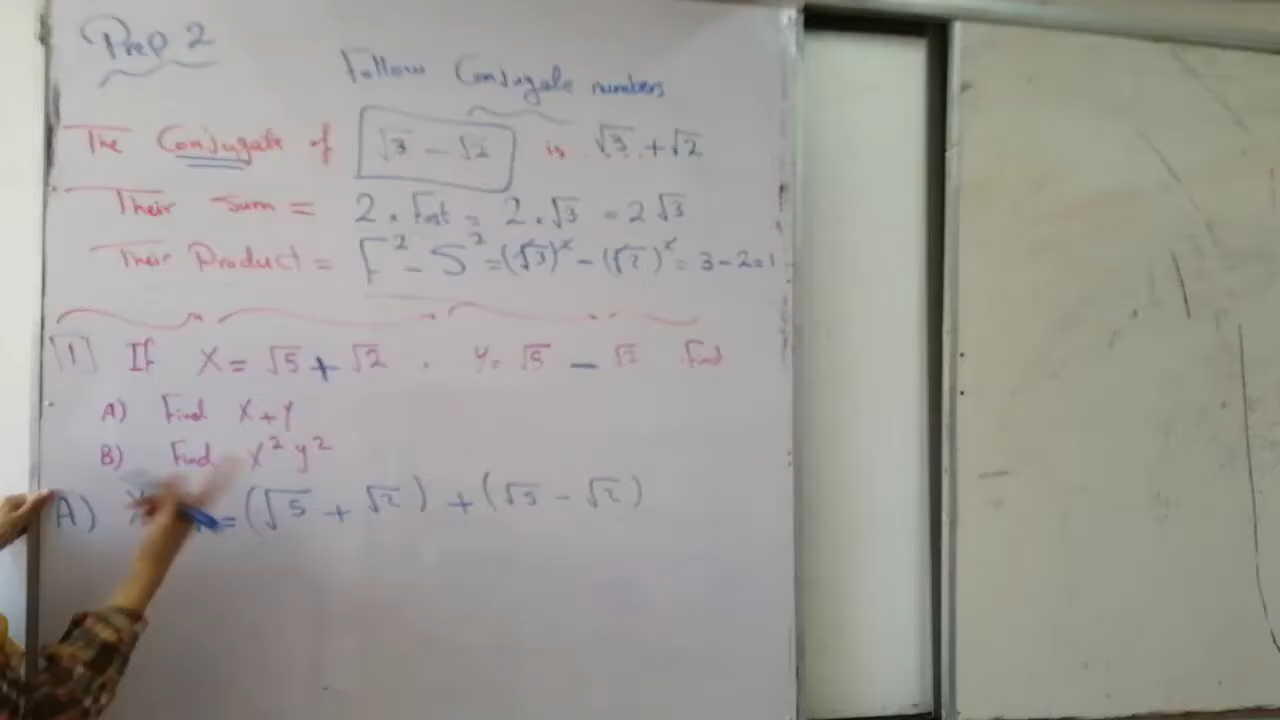 Prep 2
Follow Conjugate numbers
The Conjugate of √3 - √2 is √3 + √2
Their Sum = 2 . First = 2 . √3 = 2√3
Their Product = F² - S² = (√3)² - (√2)² = 3 - 2 = 1
[1] If X = √5 + √2 , Y = √5 - √2 Find
A) Find X + Y
B) Find X² y²
A) = (√5 + √2) + (√5 - √2)